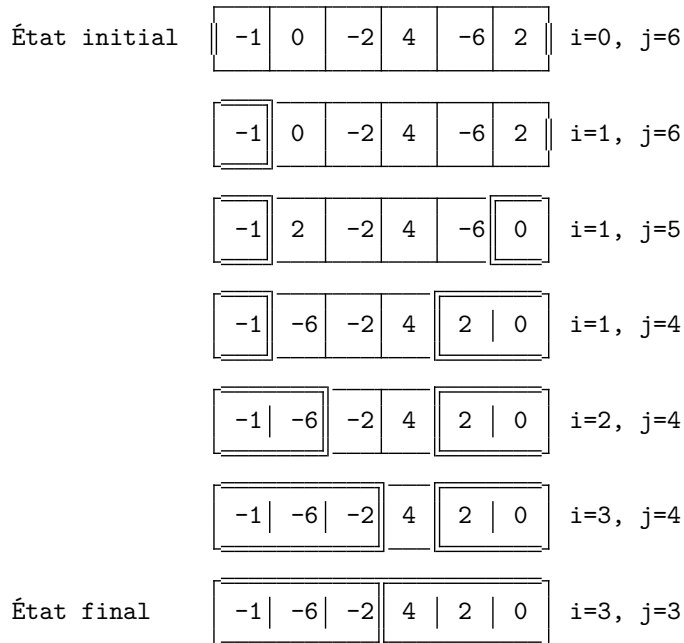 État initial -1 0 -2 4 -6 2 i=0, j=6
-1 0 -2 4 -6 2 i=1, j=6
-1 2 -2 4 -6 0 i=1, j=5
-1 -6 -2 4 2 0 i=1, j=4
-1 -6 -2 4 2 0 i=2, j=4
-1 -6 -2 4 2 0 i=3, j=4
État final -1 -6 -2 4 2 0 i=3, j=3